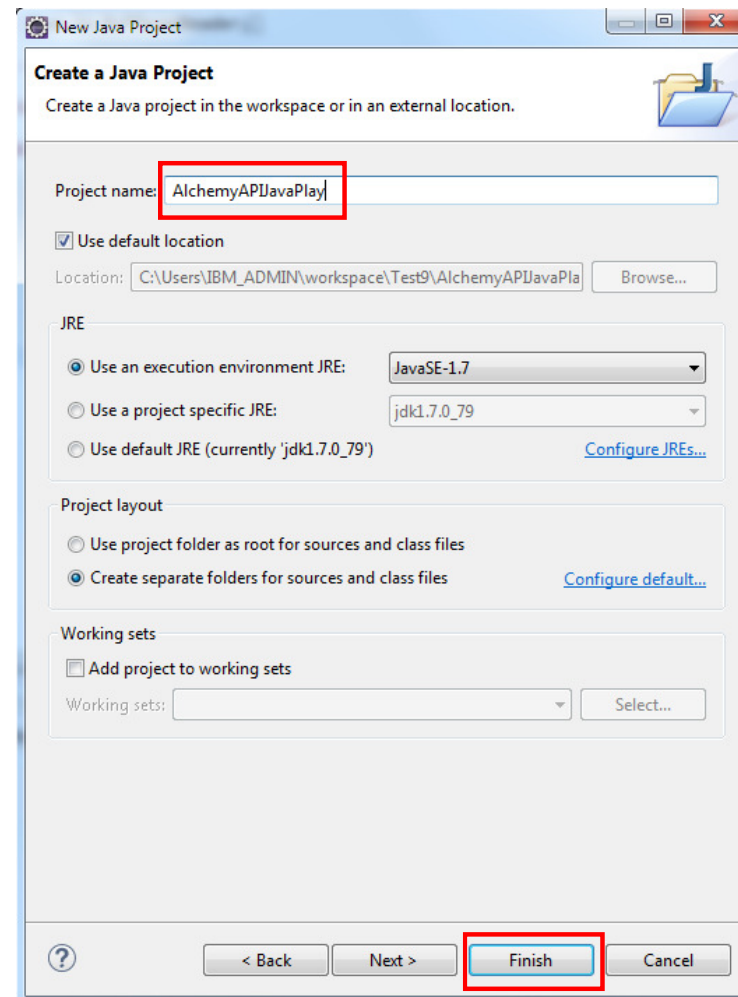 New Java Project
Create a Java Project
Create a Java project in the workspace or in an external location.
Project name: AlchemyAPIJavaPlay
Use default location
Location: C:\Users\IBM_ADMIN\workspace\Test9\AlchemyAPIJavaPla Browse...
JRE
Use an execution environment JRE: JavaSE-1.7
Use a project specific JRE: jdk1.7.0_79
Use default JRE (currently 'jdk1.7.0_79') Configure JREs...
Project layout
Use project folder as root for sources and class files
Create separate folders for sources and class files Configure default...
Working sets
Add project to working sets
Working sets: Select...
? < Back Next > Finish Cancel